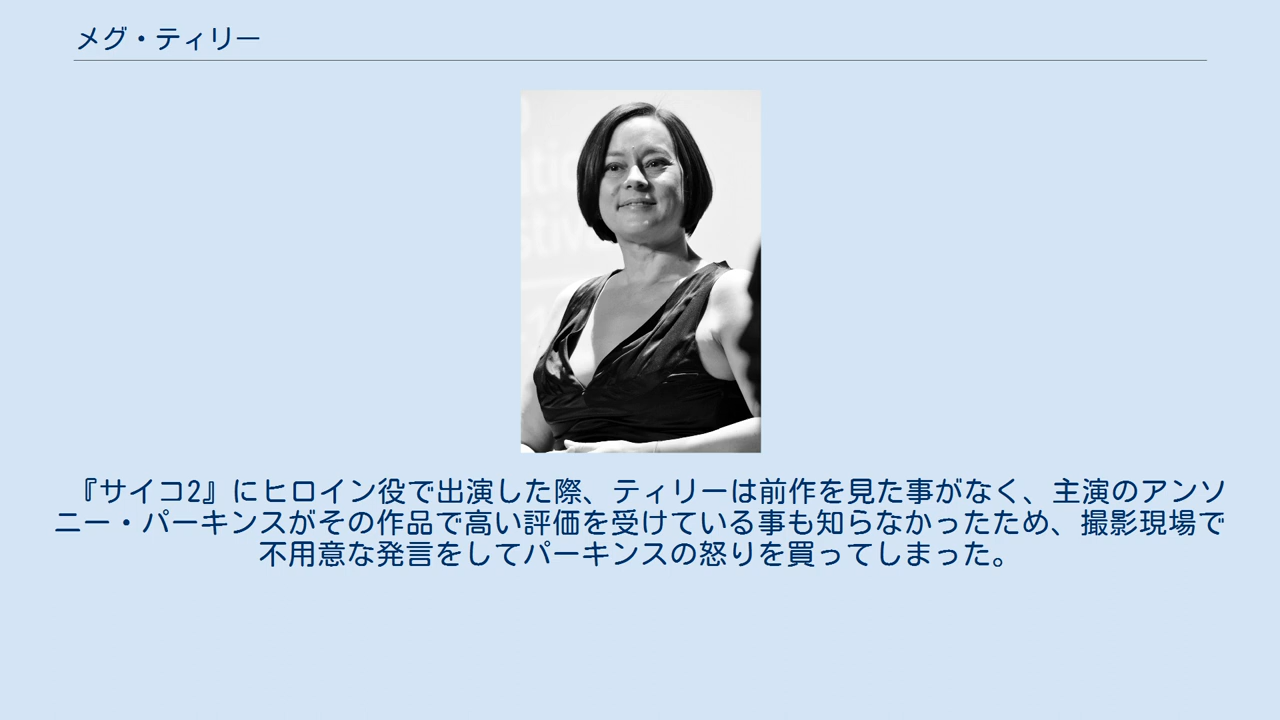 メグ・ティリー
『サイコ2』にヒロイン役で出演した際、ティリーは前作を見た事がなく、主演のアンソ
ニー・パーキンスがその作品で高い評価を受けている事も知らなかったため、撮影現場で
不用意な発言をしてパーキンスの怒りを買ってしまった。